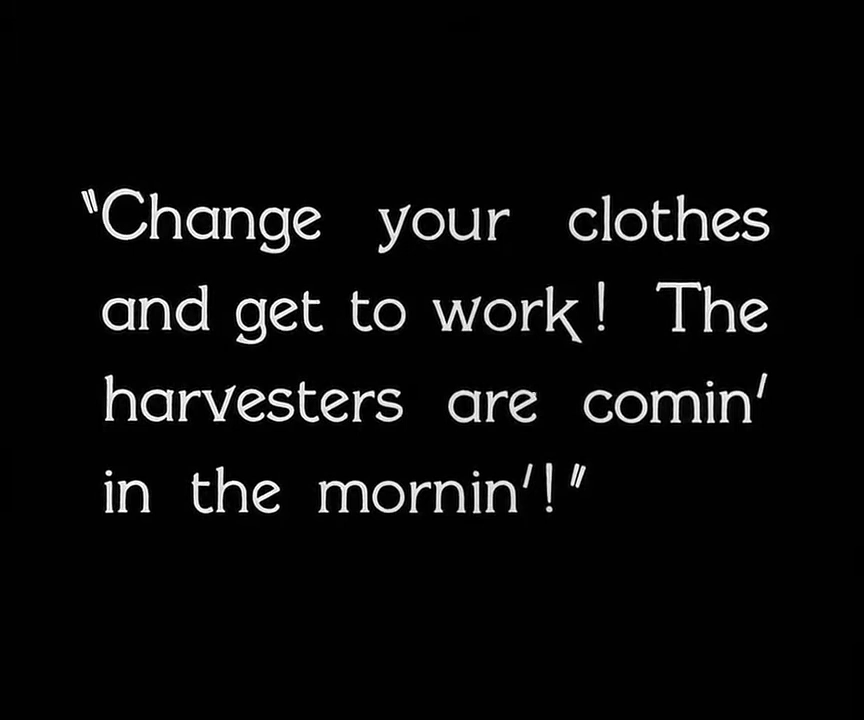 "Change your clothes
and get to work! The
harvesters are comin'
in the mornin'!"